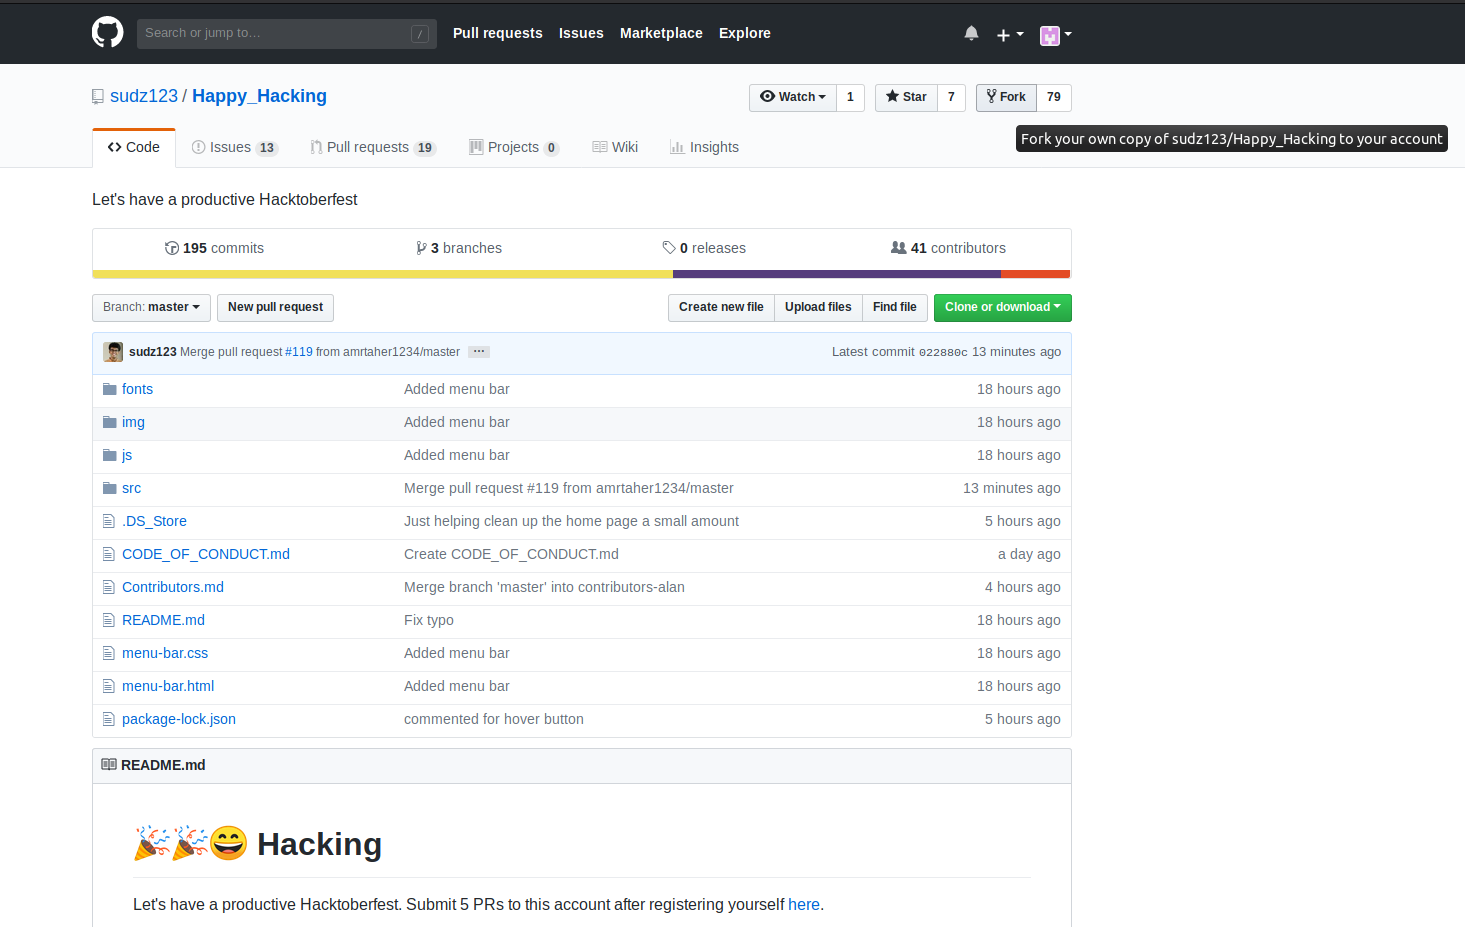 Search or jump to… / Pull requests Issues Marketplace Explore
sudz123 / Happy_Hacking Watch 1 Star 7 Fork 79
Fork your own copy of sudz123/Happy_Hacking to your account
Code Issues 13 Pull requests 19 Projects 0 Wiki Insights
Let's have a productive Hacktoberfest
195 commits 3 branches 0 releases 41 contributors
Branch: master New pull request Create new file Upload files Find file Clone or download
sudz123 Merge pull request #119 from amrtaher1234/master … Latest commit 022880c 13 minutes ago
fonts Added menu bar 18 hours ago
img Added menu bar 18 hours ago
js Added menu bar 18 hours ago
src Merge pull request #119 from amrtaher1234/master 13 minutes ago
.DS_Store Just helping clean up the home page a small amount 5 hours ago
CODE_OF_CONDUCT.md Create CODE_OF_CONDUCT.md a day ago
Contributors.md Merge branch 'master' into contributors-alan 4 hours ago
README.md Fix typo 18 hours ago
menu-bar.css Added menu bar 18 hours ago
menu-bar.html Added menu bar 18 hours ago
package-lock.json commented for hover button 5 hours ago
README.md
🎉🎉😄 Hacking
Let's have a productive Hacktoberfest. Submit 5 PRs to this account after registering yourself here.